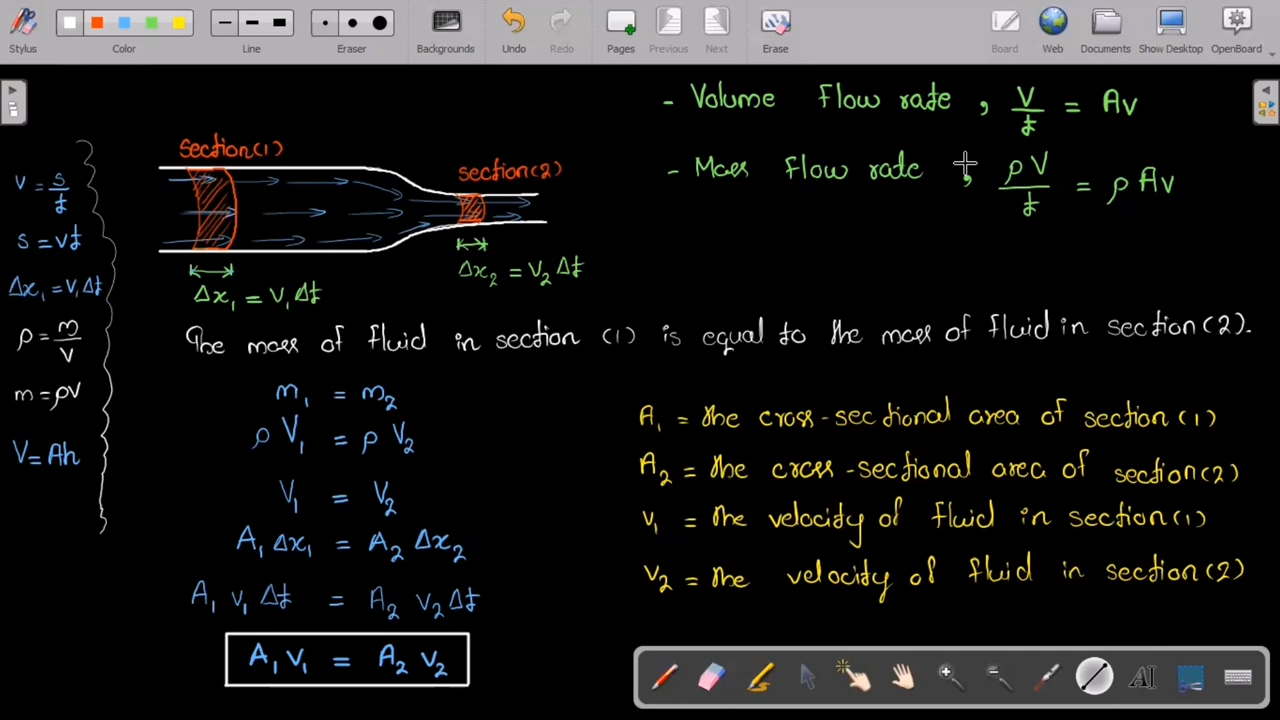 Stylus
Color
Line
Eraser
Backgrounds
Undo
Redo
Pages
Previous
Next
Erase
Board
Web
Documents
Show Desktop
OpenBoard
- Volume flow rate , V/t = Av
- Mass flow rate , ρV/t = ρAv
section(1)
section(2)
Δx₁ = v₁Δt
Δx₂ = v₂Δt
v = s/t
s = vt
Δx₁ = v₁Δt
ρ = m/V
m = ρV
V = Ah
The mass of fluid in section (1) is equal to the mass of fluid in section(2).
m₁ = m₂
ρV₁ = ρV₂
V₁ = V₂
A₁Δx₁ = A₂Δx₂
A₁v₁Δt = A₂v₂Δt
A₁v₁ = A₂v₂
A₁ = the cross-sectional area of section(1)
A₂ = the cross-sectional area of section(2)
v₁ = the velocity of fluid in section(1)
v₂ = the velocity of fluid in section(2)
AI